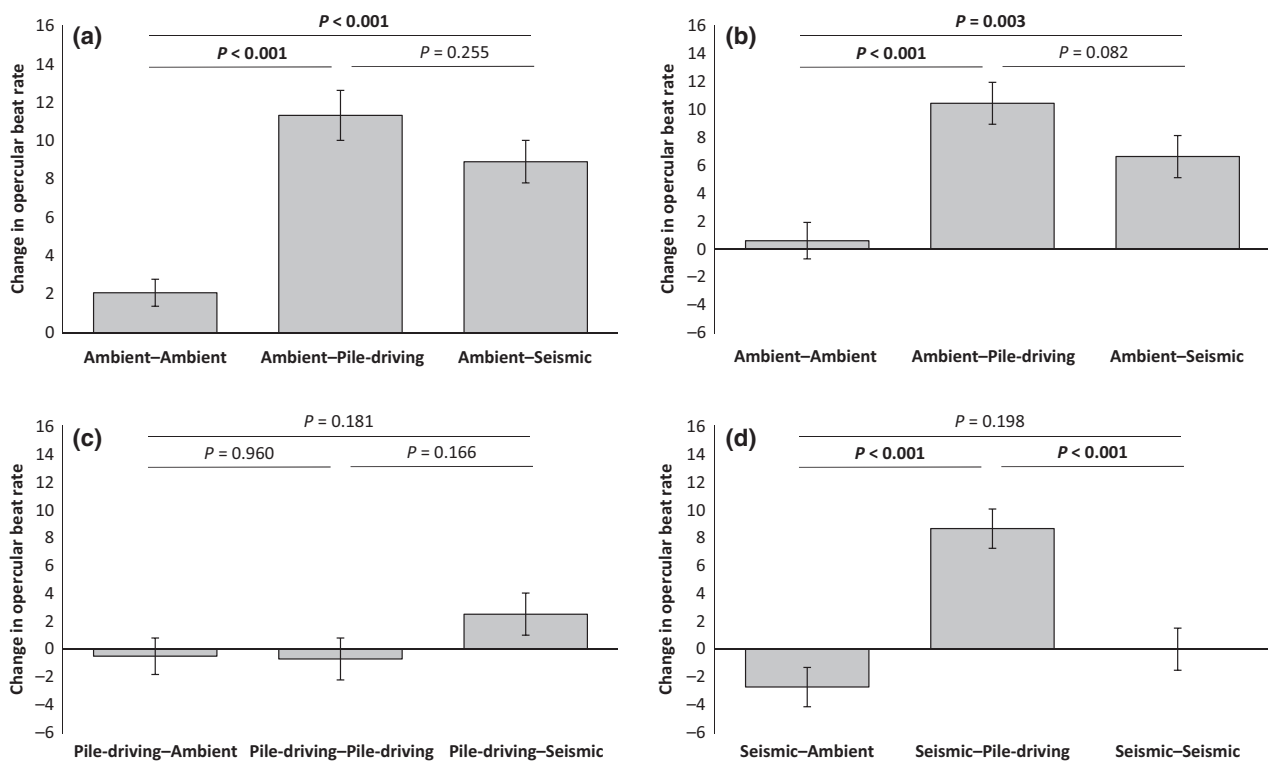 (a)
P < 0.001
P < 0.001
P = 0.255
Change in opercular beat rate
16
14
12
10
8
6
4
2
0
Ambient–Ambient
Ambient–Pile-driving
Ambient–Seismic
(b)
P = 0.003
P < 0.001
P = 0.082
Change in opercular beat rate
16
14
12
10
8
6
4
2
0
–2
–4
–6
Ambient–Ambient
Ambient–Pile-driving
Ambient–Seismic
(c)
P = 0.181
P = 0.960
P = 0.166
Change in opercular beat rate
16
14
12
10
8
6
4
2
0
–2
–4
–6
Pile-driving–Ambient
Pile-driving–Pile-driving
Pile-driving–Seismic
(d)
P = 0.198
P < 0.001
P < 0.001
Change in opercular beat rate
16
14
12
10
8
6
4
2
0
–2
–4
–6
Seismic–Ambient
Seismic–Pile-driving
Seismic–Seismic